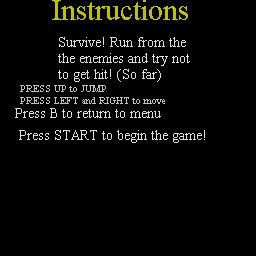 Instructions
Survive! Run from the
the enemies and try not
to get hit! (So far)
PRESS UP to JUMP
PRESS LEFT and RIGHT to move
Press B to return to menu
Press START to begin the game!